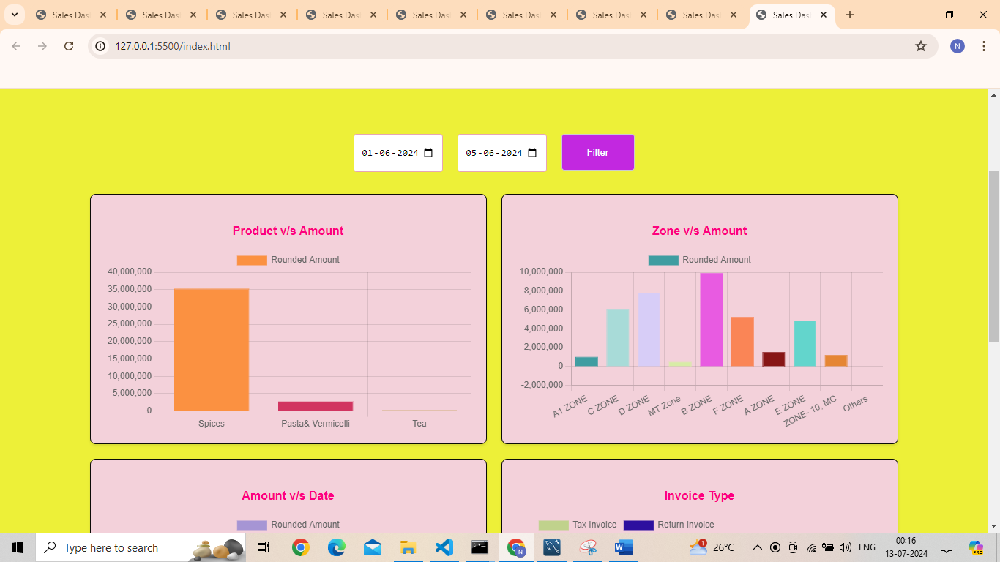 Sales Das
Sales Das
Sales Das
Sales Das
Sales Das
Sales Das
Sales Das
Sales Das
Sales Das
127.0.0.1:5500/index.html
N
01-06-2024
05-06-2024
Filter
Product v/s Amount
Rounded Amount
40,000,000
35,000,000
30,000,000
25,000,000
20,000,000
15,000,000
10,000,000
5,000,000
0
Spices
Pasta& Vermicelli
Tea
Zone v/s Amount
Rounded Amount
10,000,000
8,000,000
6,000,000
4,000,000
2,000,000
0
-2,000,000
A1 ZONE
C ZONE
D ZONE
MT Zone
B ZONE
F ZONE
A ZONE
E ZONE
ZONE- 10, MC
Others
Amount v/s Date
Rounded Amount
Invoice Type
Tax Invoice
Return Invoice
Type here to search
N
W
1
26°C
ENG
00:16
13-07-2024
PRE